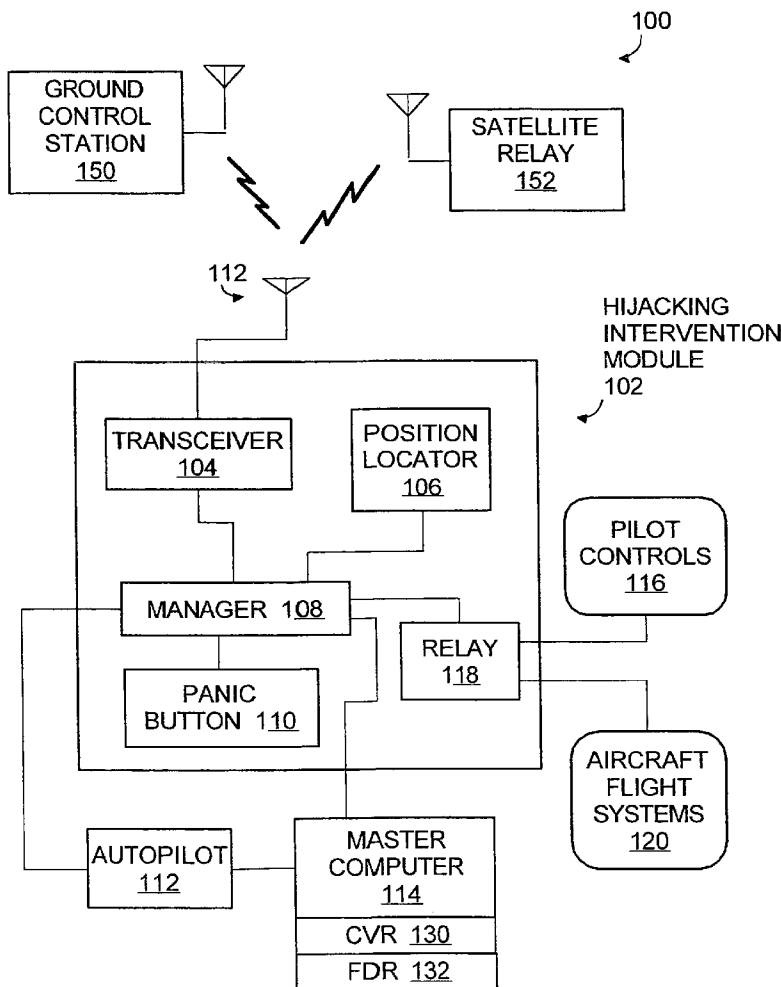 100
GROUND
CONTROL
STATION
150
SATELLITE
RELAY
152
112
HIJACKING
INTERVENTION
MODULE
102
TRANSCEIVER
104
POSITION
LOCATOR
106
PILOT
CONTROLS
116
MANAGER 108
RELAY
118
PANIC
BUTTON 110
AIRCRAFT
FLIGHT
SYSTEMS
120
AUTOPILOT
112
MASTER
COMPUTER
114
CVR 130
FDR 132